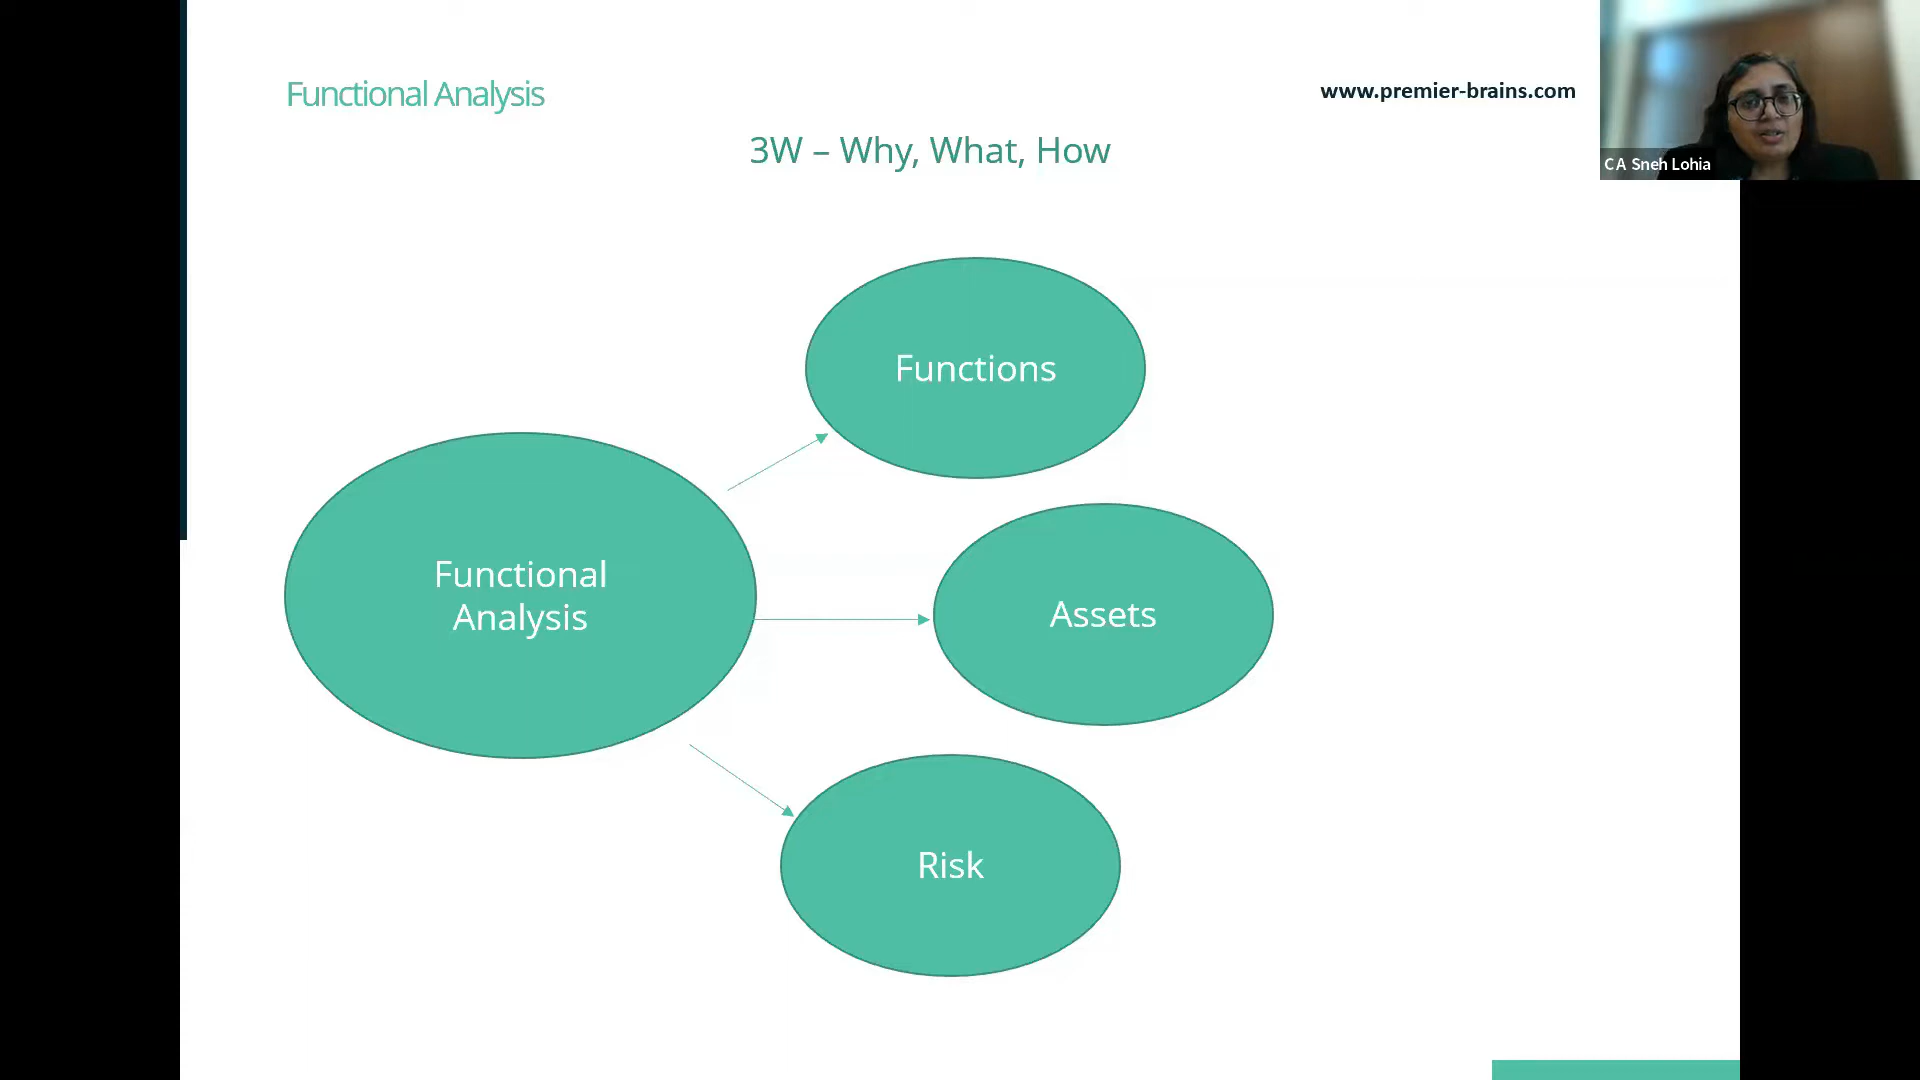 Functional Analysis
www.premier-brains.com
CA Sneh Lohia
3W – Why, What, How
Functions
Functional
Analysis
Assets
Risk